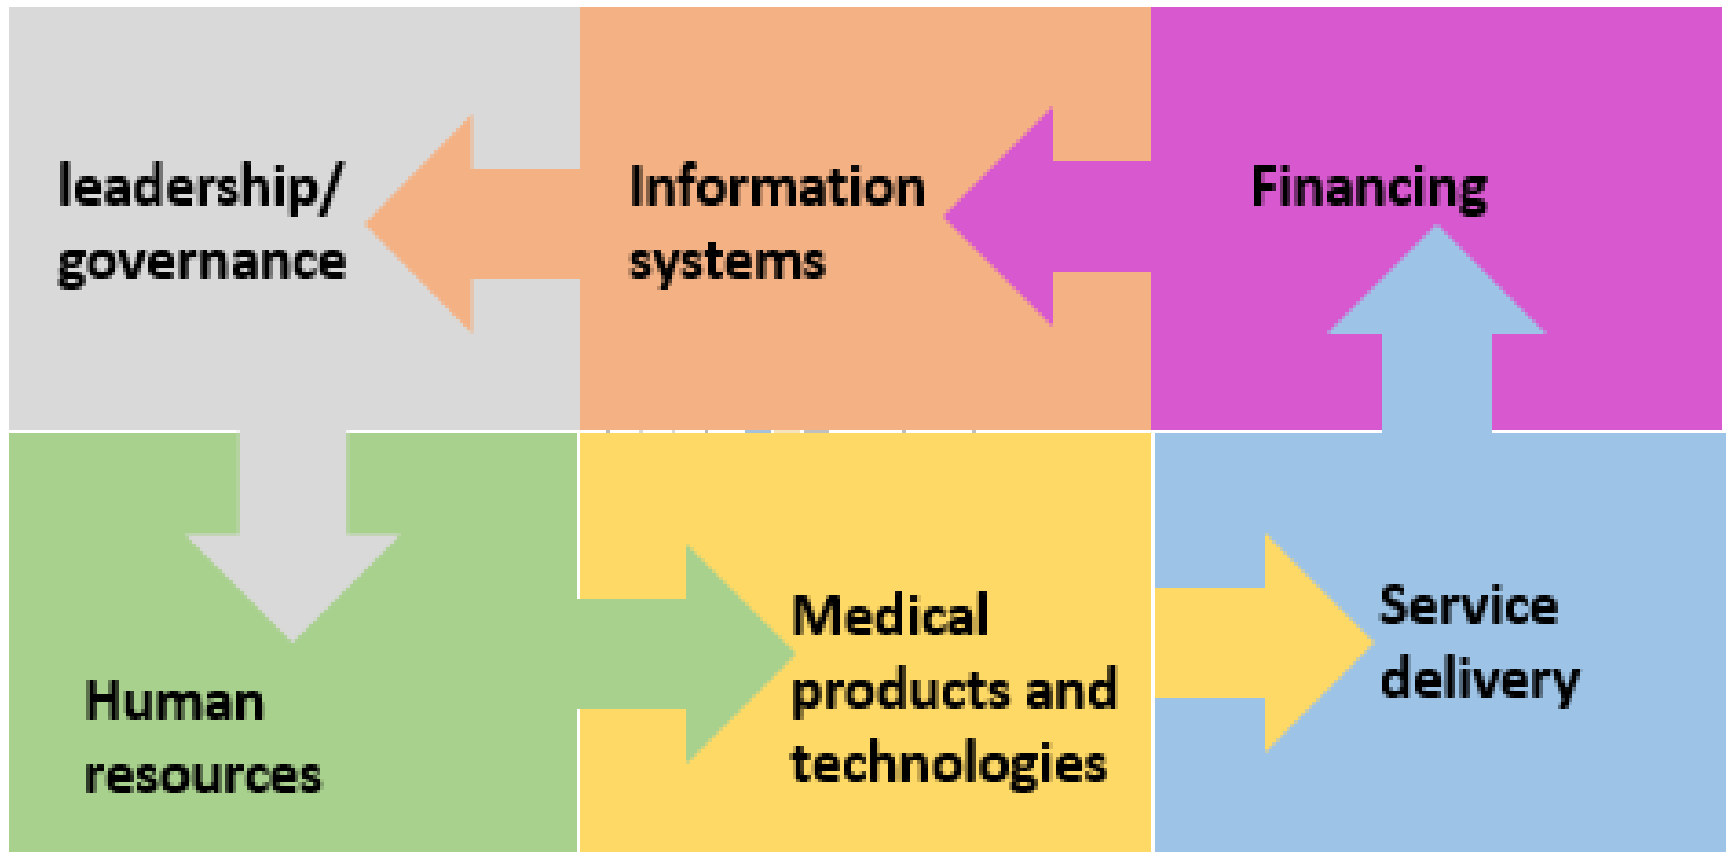 leadership/
governance
Information
systems
Financing
Human
resources
Medical
products and
technologies
Service
delivery